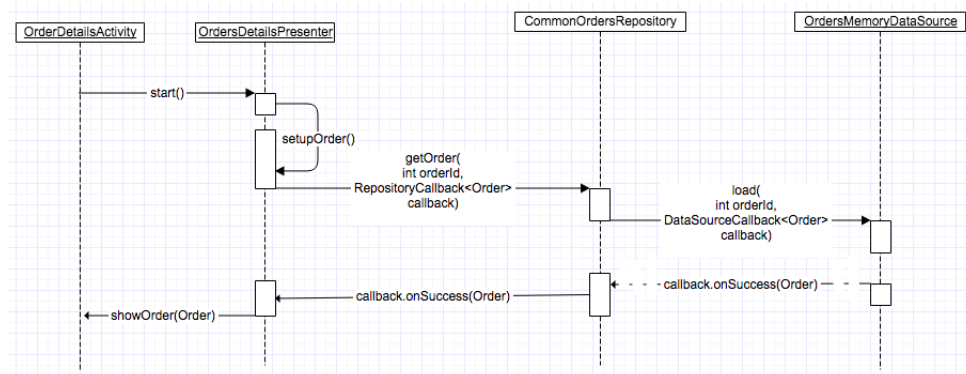 OrderDetailsActivity
OrdersDetailsPresenter
CommonOrdersRepository
OrdersMemoryDataSource
start()
setupOrder()
getOrder(
int orderId,
RepositoryCallback<Order>
callback)
load(
int orderId,
DataSourceCallback<Order>
callback)
callback.onSuccess(Order)
callback.onSuccess(Order)
showOrder(Order)